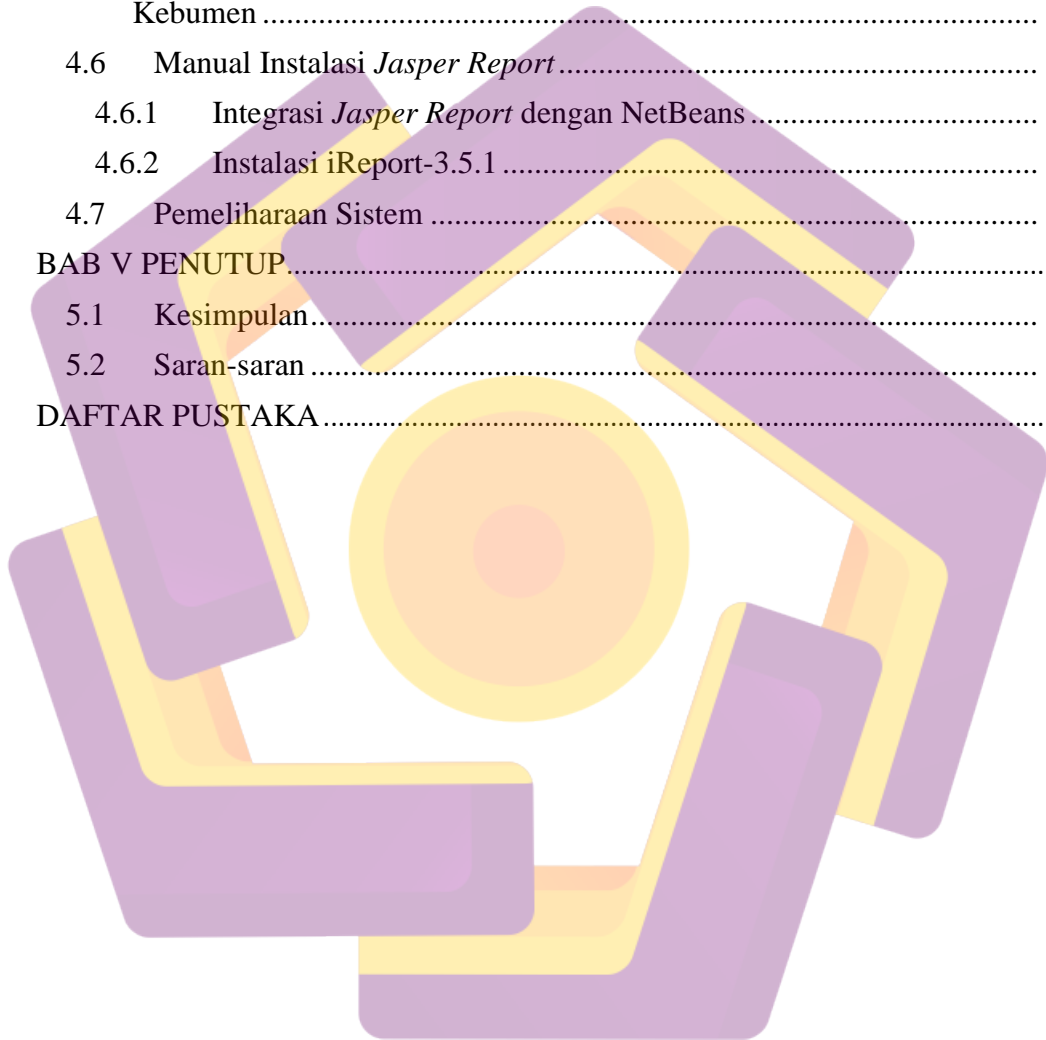 Kebumen ........................................................................................................
4.6 Manual Instalasi Jasper Report ................................................................
4.6.1 Integrasi Jasper Report dengan NetBeans .......................................
4.6.2 Instalasi iReport-3.5.1 .......................................................................
4.7 Pemeliharaan Sistem ..................................................................................
BAB V PENUTUP .....................................................................................................
5.1 Kesimpulan ..................................................................................................
5.2 Saran-saran ..................................................................................................
DAFTAR PUSTAKA ................................................................................................